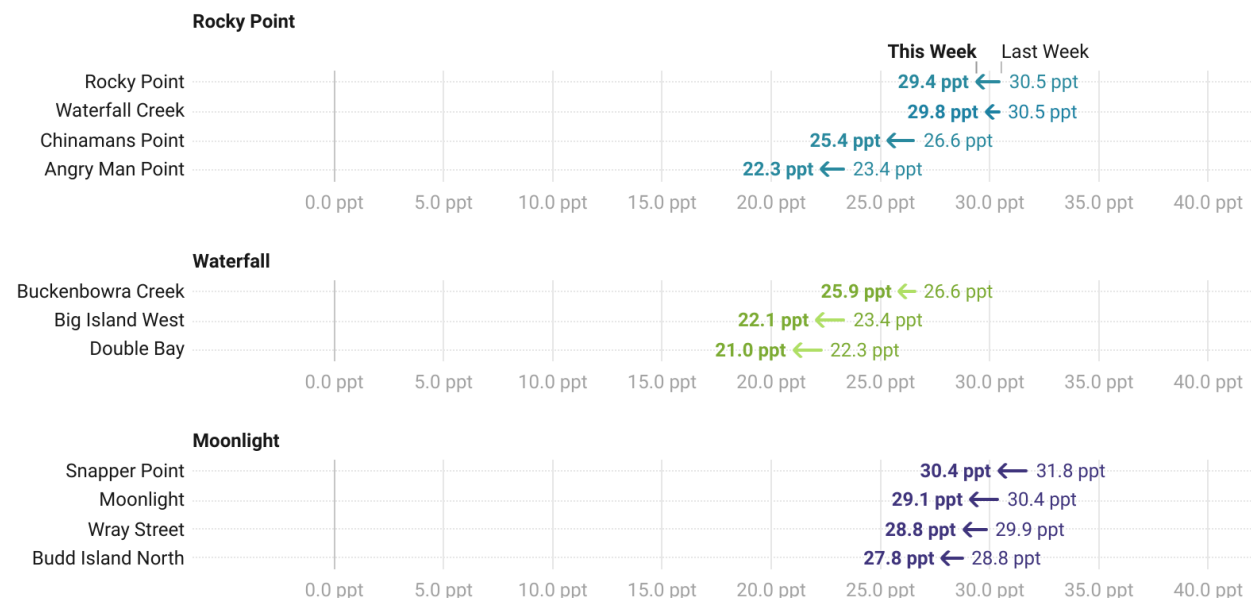 Rocky Point
This Week Last Week
Rocky Point 29.4 ppt 30.5 ppt
Waterfall Creek 29.8 ppt 30.5 ppt
Chinamans Point 25.4 ppt 26.6 ppt
Angry Man Point 22.3 ppt 23.4 ppt
0.0 ppt 5.0 ppt 10.0 ppt 15.0 ppt 20.0 ppt 25.0 ppt 30.0 ppt 35.0 ppt 40.0 ppt
Waterfall
Buckenbowra Creek 25.9 ppt 26.6 ppt
Big Island West 22.1 ppt 23.4 ppt
Double Bay 21.0 ppt 22.3 ppt
0.0 ppt 5.0 ppt 10.0 ppt 15.0 ppt 20.0 ppt 25.0 ppt 30.0 ppt 35.0 ppt 40.0 ppt
Moonlight
Snapper Point 30.4 ppt 31.8 ppt
Moonlight 29.1 ppt 30.4 ppt
Wray Street 28.8 ppt 29.9 ppt
Budd Island North 27.8 ppt 28.8 ppt
0.0 ppt 5.0 ppt 10.0 ppt 15.0 ppt 20.0 ppt 25.0 ppt 30.0 ppt 35.0 ppt 40.0 ppt